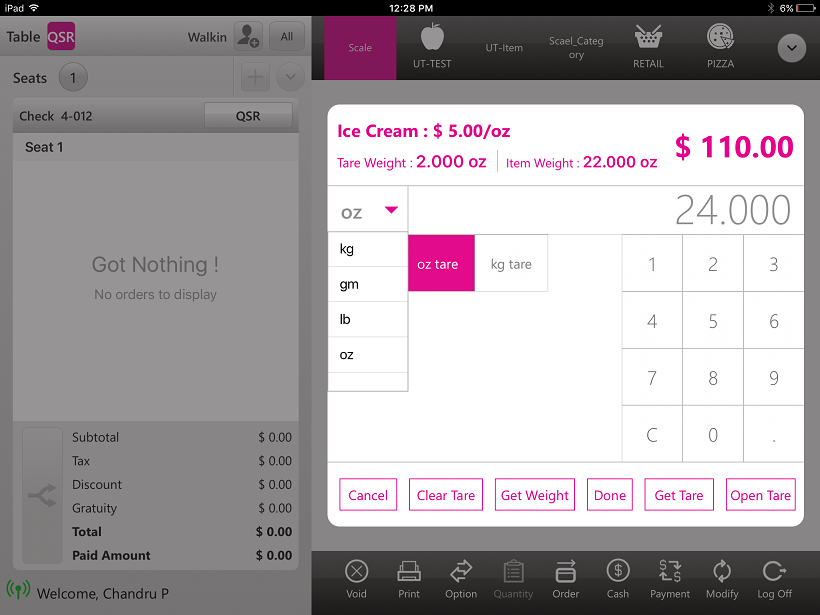 iPad 12:28 PM 6%
Table QSR Walkin All
Seats 1
Check 4-012 QSR
Seat 1
Got Nothing !
No orders to display
Subtotal $ 0.00
Tax $ 0.00
Discount $ 0.00
Gratuity $ 0.00
Total $ 0.00
Paid Amount $ 0.00
Welcome, Chandru P
Scale
UT-TEST
UT-Item
Scael_Categ
ory
RETAIL
PIZZA
Ice Cream : $ 5.00/oz
$ 110.00
Tare Weight : 2.000 oz
Item Weight : 22.000 oz
oz
24.000
kg
gm
lb
oz
oz tare
kg tare
1 2 3
4 5 6
7 8 9
C 0 .
Cancel
Clear Tare
Get Weight
Done
Get Tare
Open Tare
Void
Print
Option
Quantity
Order
Cash
Payment
Modify
Log Off